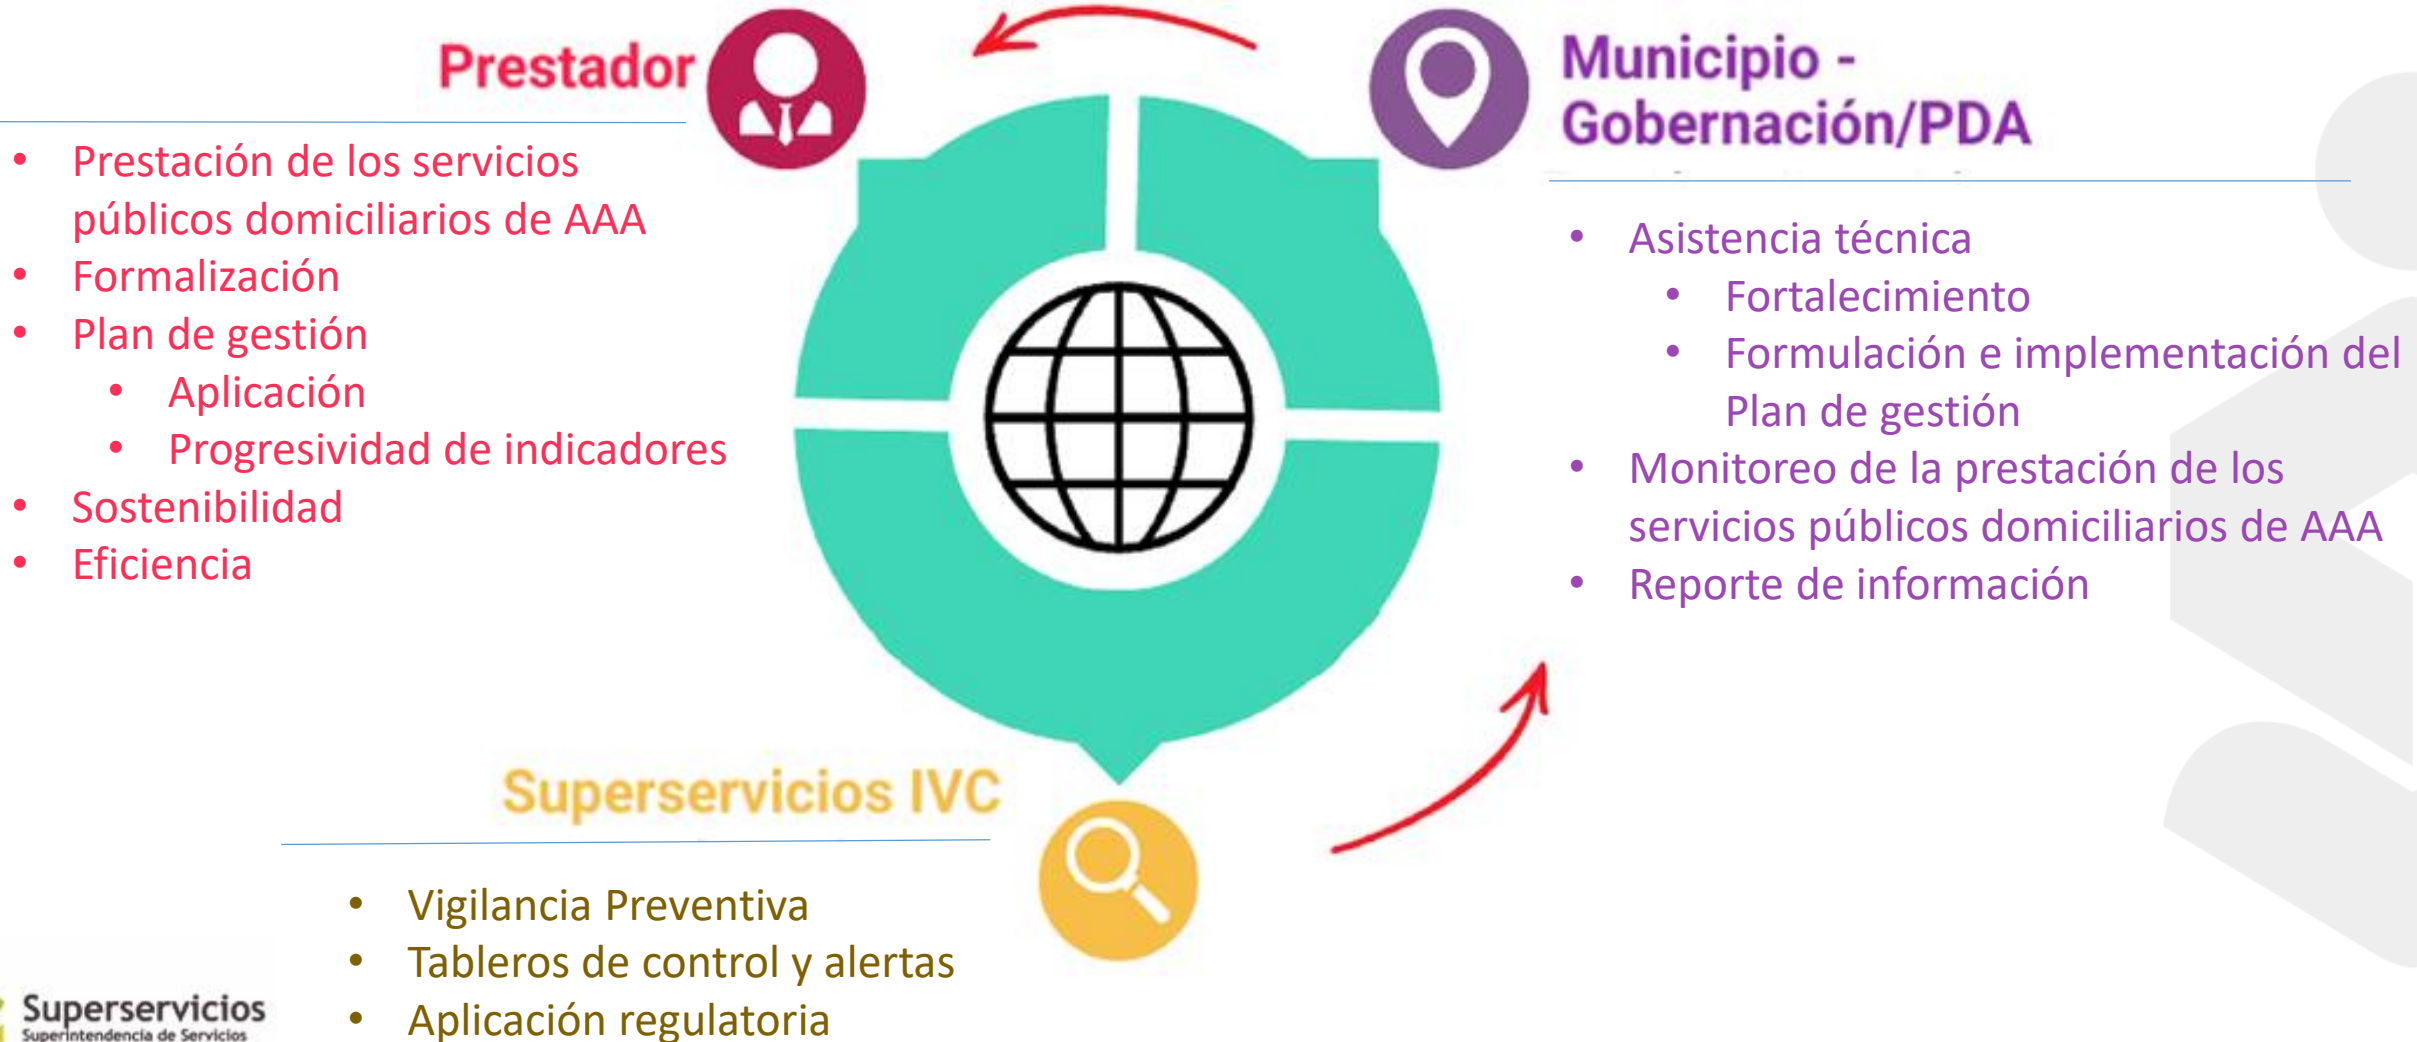 Prestador
• Prestación de los servicios
públicos domiciliarios de AAA
• Formalización
• Plan de gestión
• Aplicación
• Progresividad de indicadores
• Sostenibilidad
• Eficiencia
Municipio -
Gobernación/PDA
• Asistencia técnica
• Fortalecimiento
• Formulación e implementación del
Plan de gestión
• Monitoreo de la prestación de los
servicios públicos domiciliarios de AAA
• Reporte de información
Superservicios IVC
• Vigilancia Preventiva
• Tableros de control y alertas
• Aplicación regulatoria
Superservicios
Superintendencia de Servicios